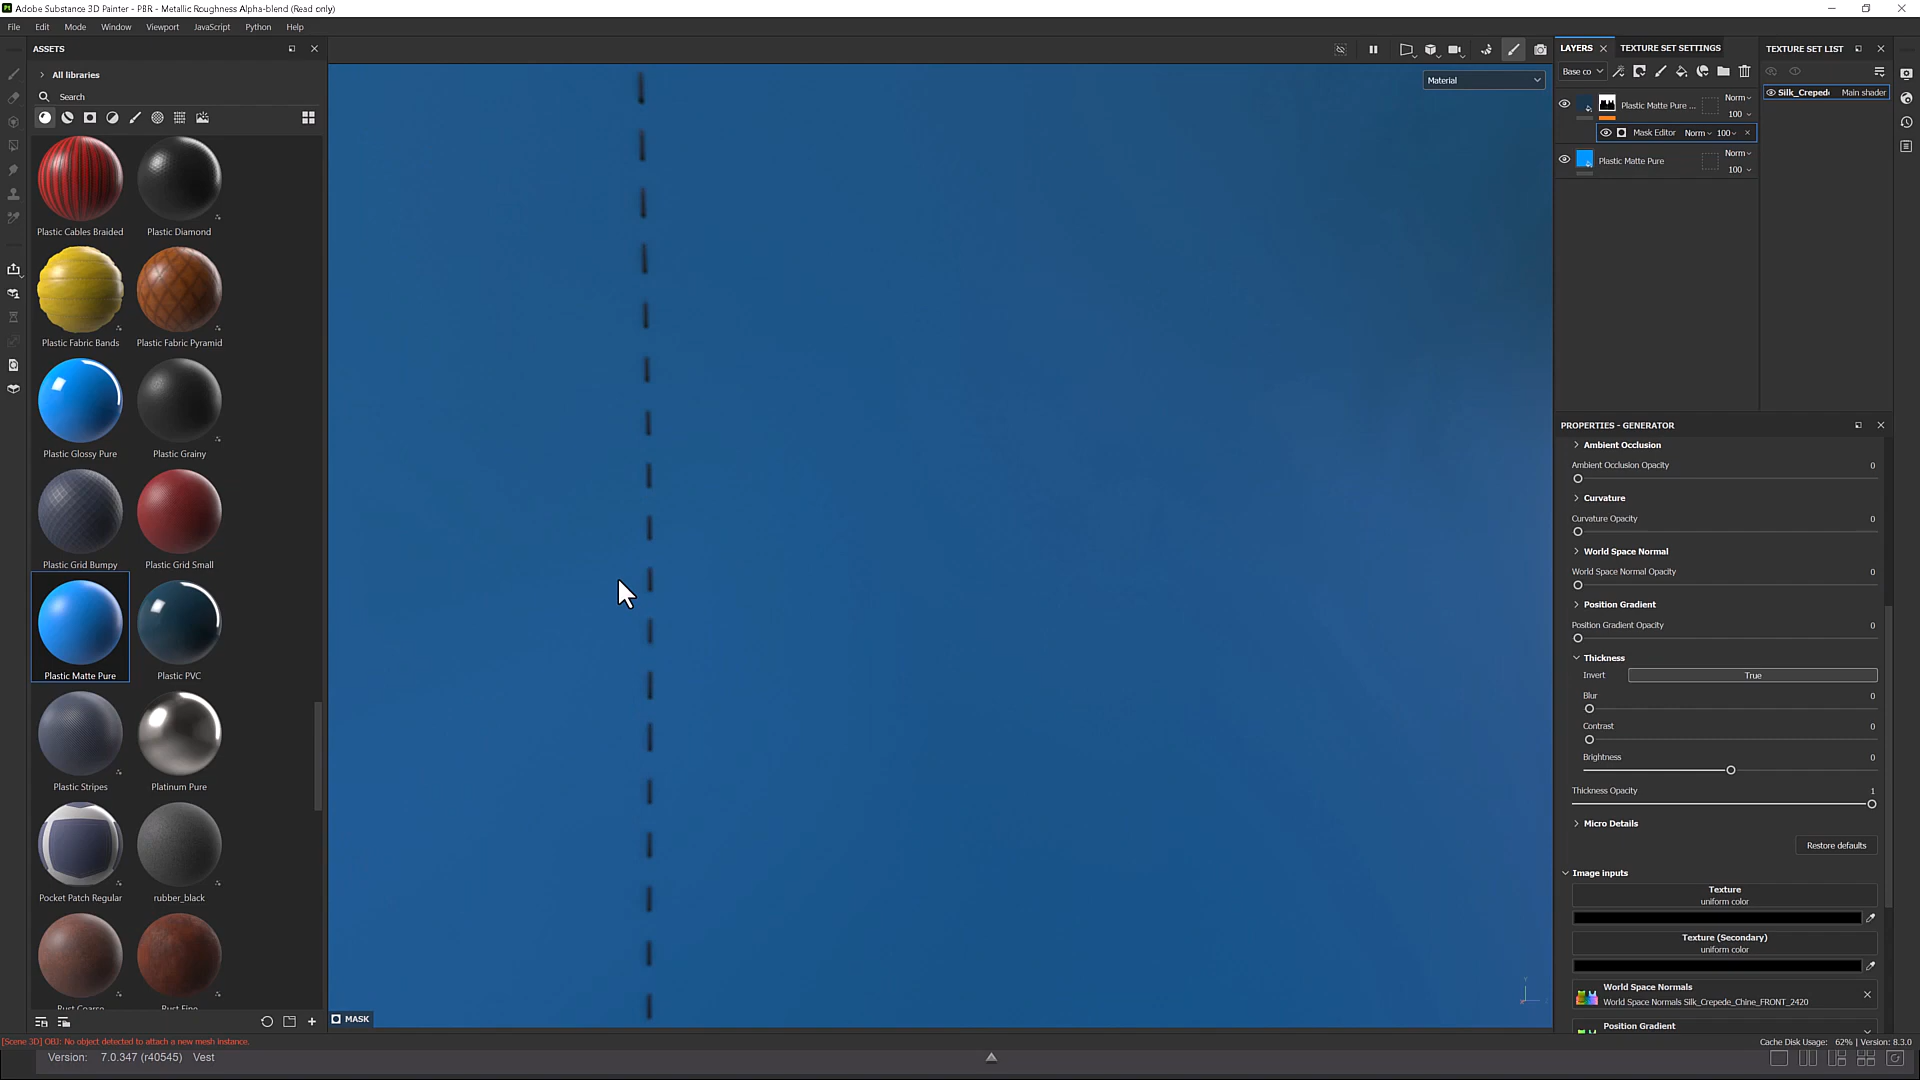 Adobe Substance 3D Painter - PBR - Metallic Roughness Alpha-blend (Read only)
File Edit Mode Window Viewport JavaScript Python Help
ASSETS
LAYERS
TEXTURE SET SETTINGS
TEXTURE SET LIST
All libraries
Search
Material
Base co
Plastic Matte Pure ...
Norm
100
Mask Editor Norm 100
Plastic Matte Pure
Norm
100
Silk_Crepede Main shader
Plastic Cables Braided
Plastic Diamond
Plastic Fabric Bands
Plastic Fabric Pyramid
Plastic Glossy Pure
Plastic Grainy
Plastic Grid Bumpy
Plastic Grid Small
Plastic Matte Pure
Plastic PVC
Plastic Stripes
Platinum Pure
Pocket Patch Regular
rubber_black
Rust Coarse
Rust Fine
PROPERTIES - GENERATOR
Ambient Occlusion
Ambient Occlusion Opacity 0
Curvature
Curvature Opacity 0
World Space Normal
World Space Normal Opacity 0
Position Gradient
Position Gradient Opacity 0
Thickness
Invert True
Blur 0
Contrast 0
Brightness 0
Thickness Opacity 1
Micro Details
Restore defaults
Image inputs
Texture
uniform color
Texture (Secondary)
uniform color
World Space Normals
World Space Normals Silk_Crepede_Chine_FRONT_2420
Position Gradient
MASK
[Scene 3D] OBJ: No object detected to attach a new mesh instance.
Cache Disk Usage: 62% | Version: 8.3.0
Version: 7.0.347 (r40545) Vest